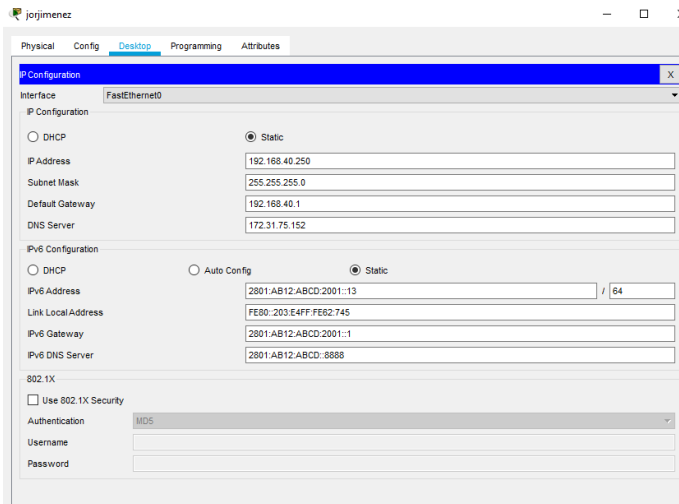 jorjimenez
Physical Config Desktop Programming Attributes
IP Configuration X
Interface FastEthernet0
IP Configuration
DHCP Static
IP Address 192.168.40.250
Subnet Mask 255.255.255.0
Default Gateway 192.168.40.1
DNS Server 172.31.75.152
IPv6 Configuration
DHCP Auto Config Static
IPv6 Address 2801:AB12:ABCD:2001::13 / 64
Link Local Address FE80::203:E4FF:FE62:745
IPv6 Gateway 2801:AB12:ABCD:2001::1
IPv6 DNS Server 2801:AB12:ABCD::8888
802.1X
Use 802.1X Security
Authentication MD5
Username
Password